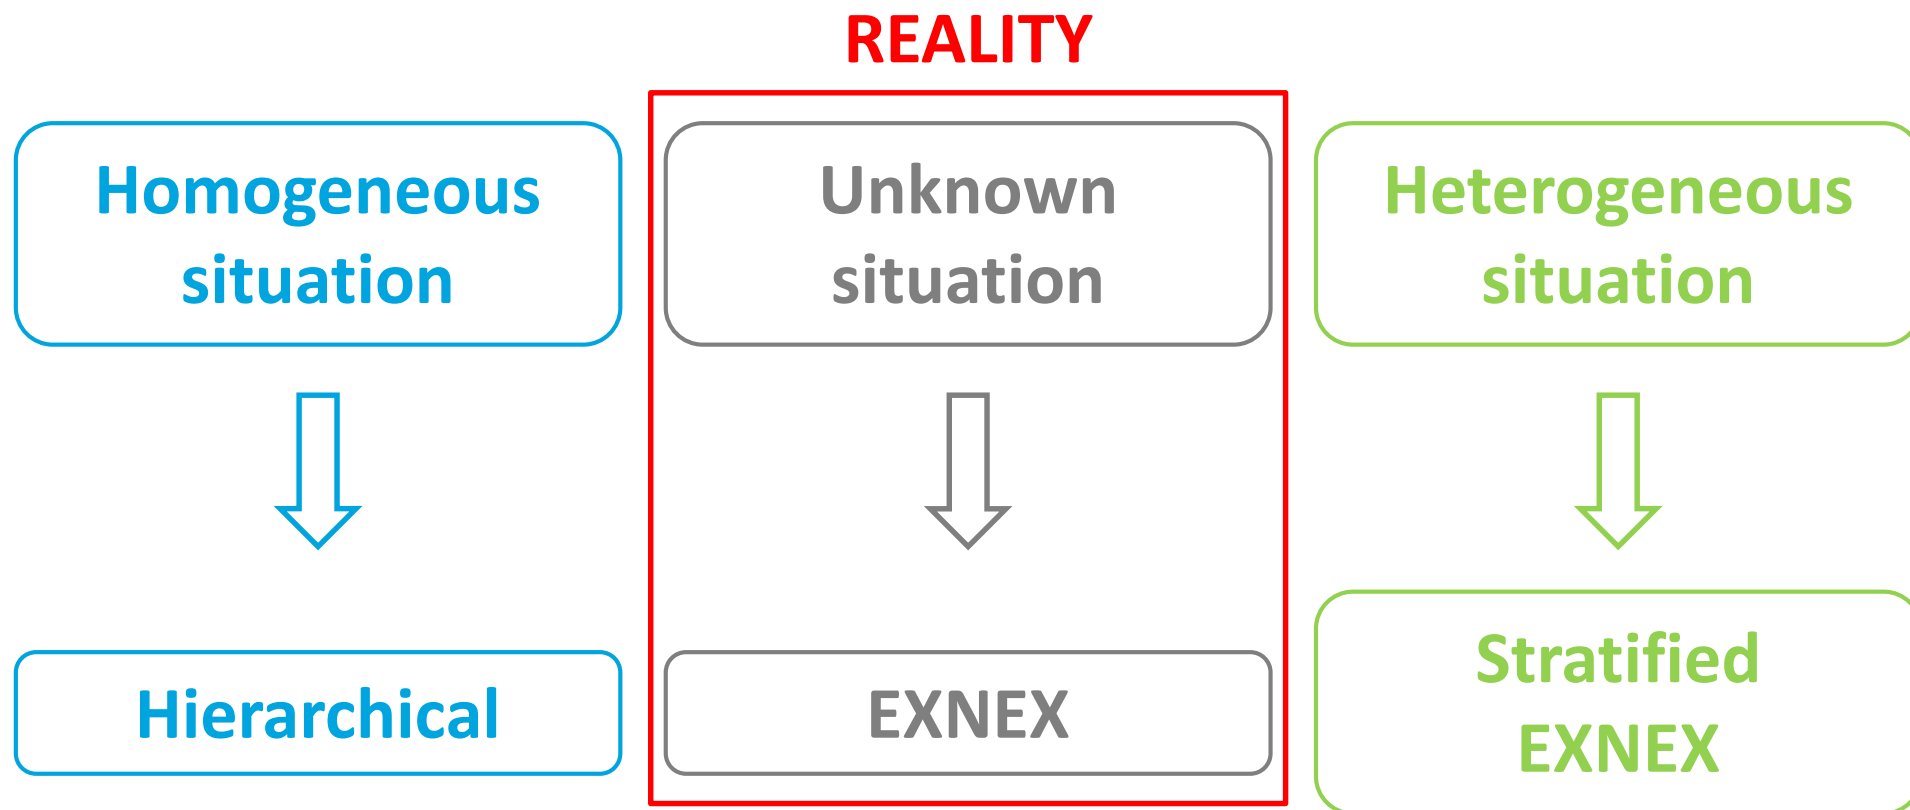 REALITY
Homogeneous
situation
Unknown
situation
Heterogeneous
situation
Hierarchical
EXNEX
Stratified
EXNEX